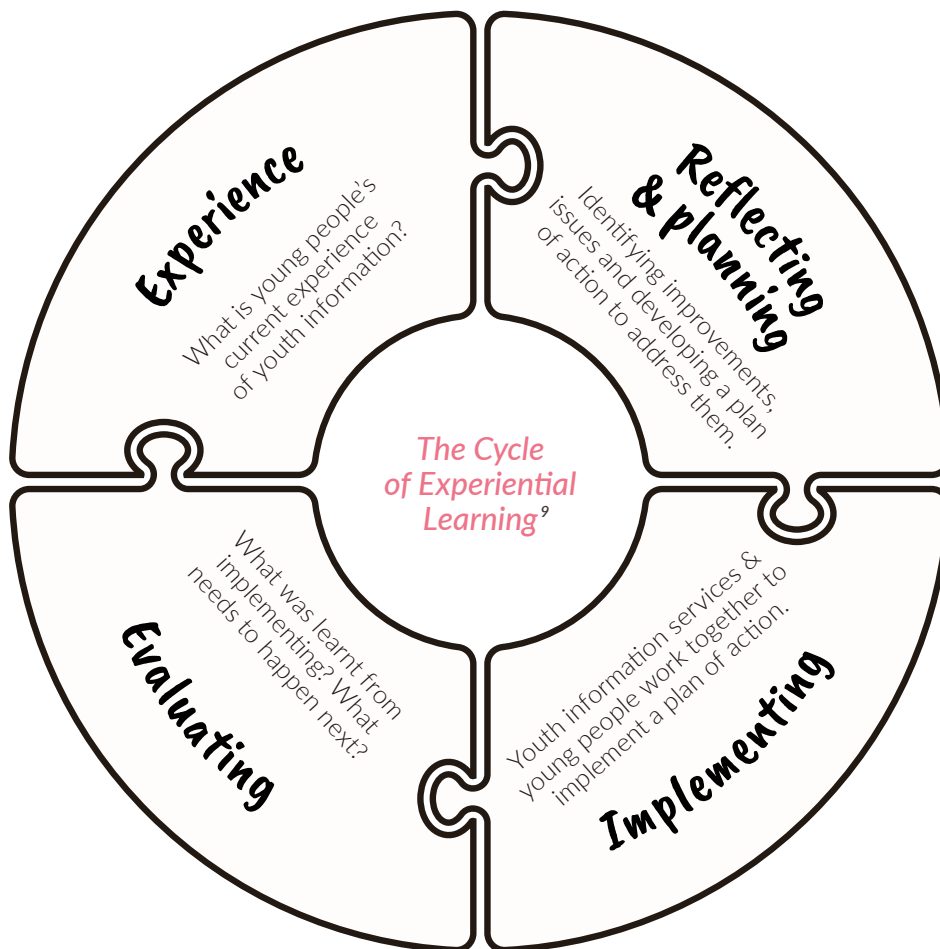 Experience
What is young people's
current experience
of youth information?
Reflecting
& planning
Identifying improvements,
issues and developing a plan
of action to address them.
The Cycle
of Experiential
Learning9
What was learnt from
implementing? What
needs to happen next?
Evaluating
Youth information services &
young people work together to
implement a plan of action.
Implementing